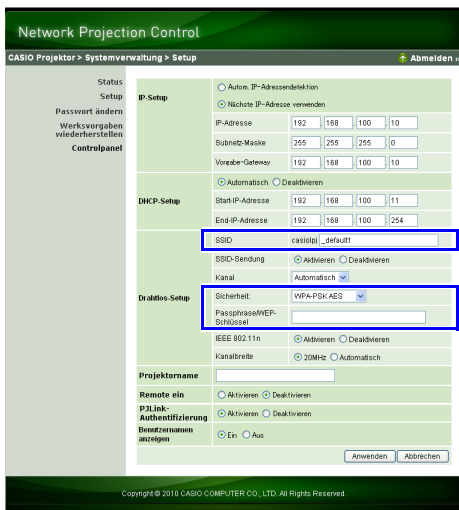 Network Projection Control
CASIO Projektor > Systemverwaltung > Setup
Abmelden
Status
Setup
Passwort ändern
Werksvorgaben
wiederherstellen
Controlpanel
IP-Setup
Autom. IP-Adressendetektion
Nächste IP-Adresse verwenden
IP-Adresse 192 . 168 . 100 . 10
Subnetz-Maske 255 . 255 . 255 . 0
Vorgabe-Gateway 192 . 168 . 100 . 10
DHCP-Setup
Automatisch Deaktivieren
Start-IP-Adresse 192 . 168 . 100 . 11
End-IP-Adresse 192 . 168 . 100 . 254
Drahtlos-Setup
SSID casiolpj _default1
SSID-Sendung Aktivieren Deaktivieren
Kanal Automatisch
Sicherheit: WPA-PSK AES
Passphrase/WEP-
Schlüssel
IEEE 802.11n Aktivieren Deaktivieren
Kanalbreite 20MHz Automatisch
Projektorname
Remote ein Aktivieren Deaktivieren
PJLink-
Authentifizierung Aktivieren Deaktivieren
Benutzernamen
anzeigen Ein Aus
Anwenden Abbrechen
Copyright © 2010 CASIO COMPUTER CO., LTD. All Rights Reserved.